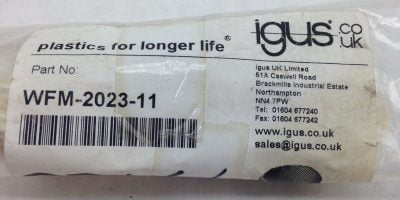 plastics for longer life®
igus®.co
uk
Part No:
WFM-2023-11
igus UK Limited
51A Caswell Road
Brackmills Industrial Estate
Northampton
NN4 7PW
Tel: 01604 677240
Fax: 01604 677242
www.igus.co.uk
sales@igus.co.uk